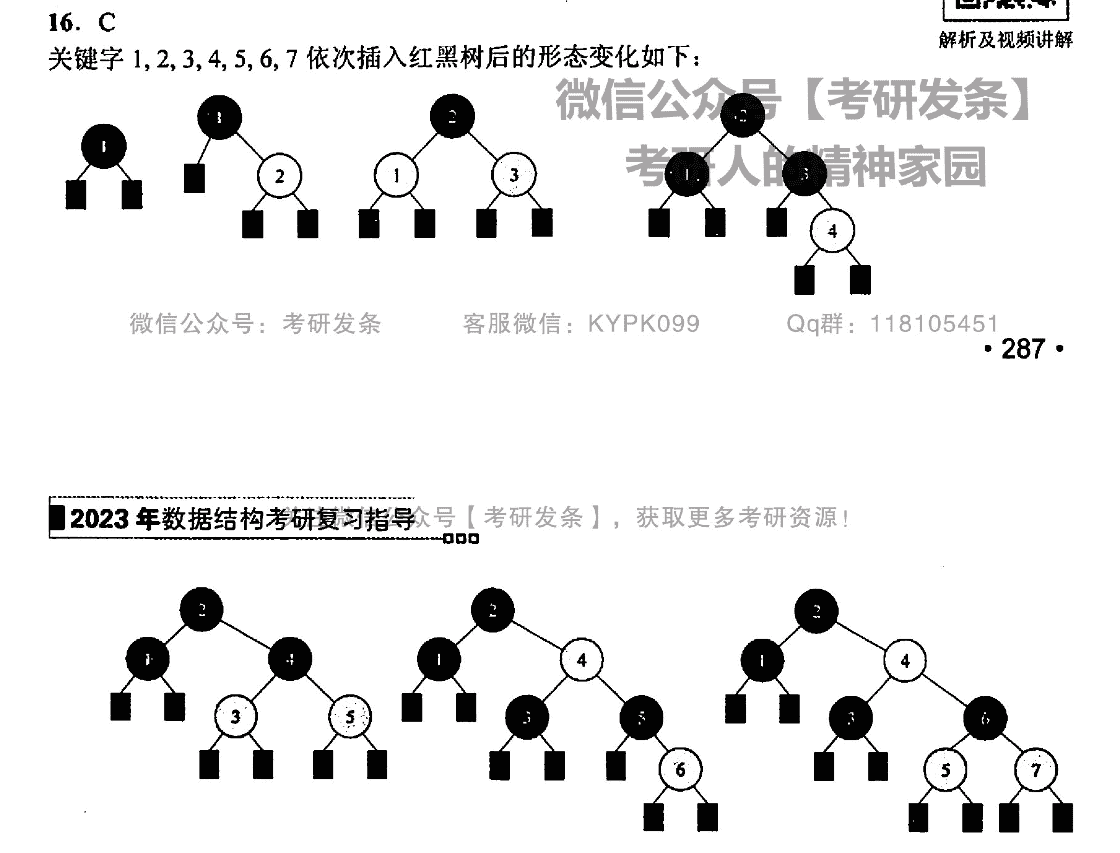 16. C
解析及视频讲解
关键字 1, 2, 3, 4, 5, 6, 7 依次插入红黑树后的形态变化如下：
微信公众号【考研发条】
考研人的精神家园
1 1 2 2
2 1 3 1 3
4
微信公众号：考研发条 客服微信：KYPK099 Qq群：118105451
·287·
2023 年数据结构考研复习指导
众号【考研发条】，获取更多考研资源！
2 2 2
1 4 1 4 1 4
3 5 3 5 3 6
6 5 7